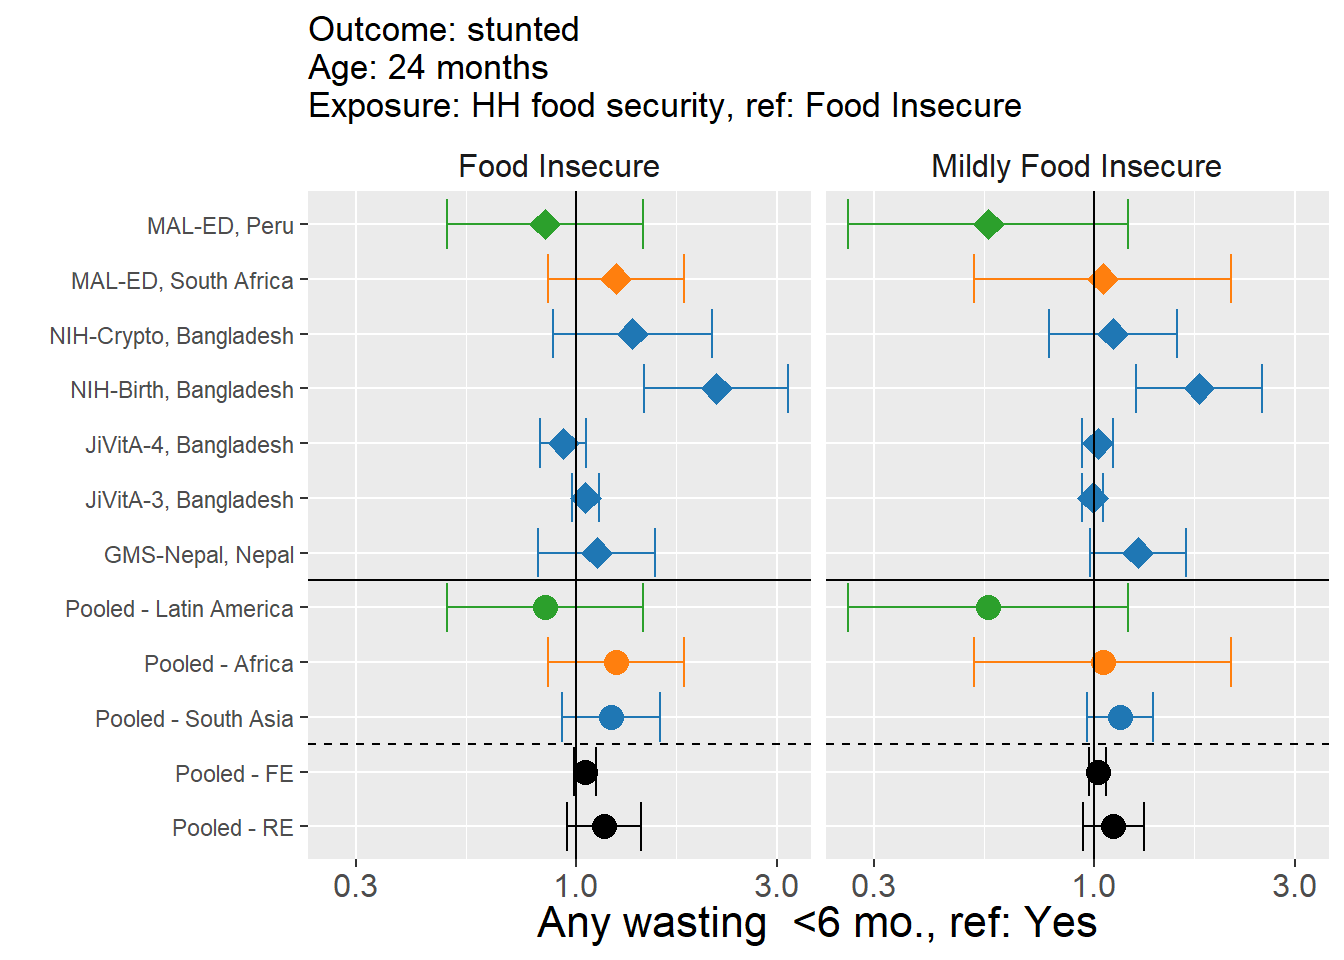 Outcome: stunted
Age: 24 months
Exposure: HH food security, ref: Food Insecure
Food Insecure
Mildly Food Insecure
MAL-ED, Peru
MAL-ED, South Africa
NIH-Crypto, Bangladesh
NIH-Birth, Bangladesh
JiVitA-4, Bangladesh
JiVitA-3, Bangladesh
GMS-Nepal, Nepal
Pooled - Latin America
Pooled - Africa
Pooled - South Asia
Pooled - FE
Pooled - RE
0.3 1.0 3.0 0.3 1.0 3.0
Any wasting  <6 mo., ref: Yes